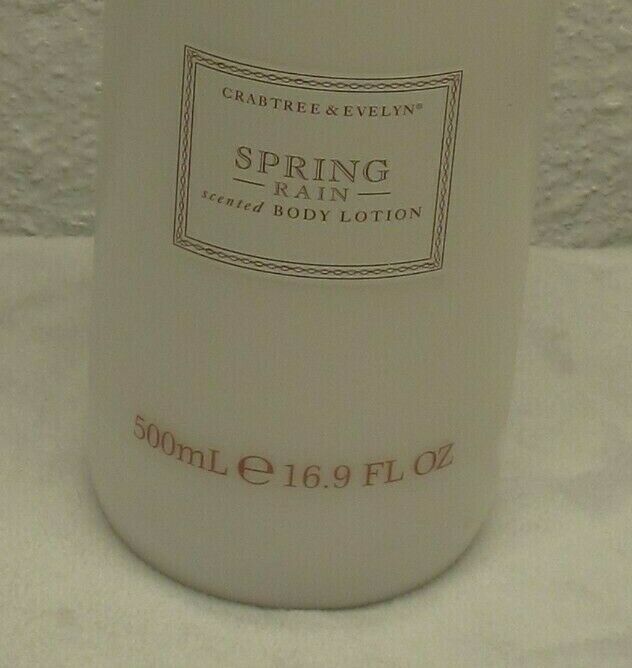 CRABTREE & EVELYN®
SPRING
RAIN
scented BODY LOTION
500mL ℮ 16.9 FL OZ